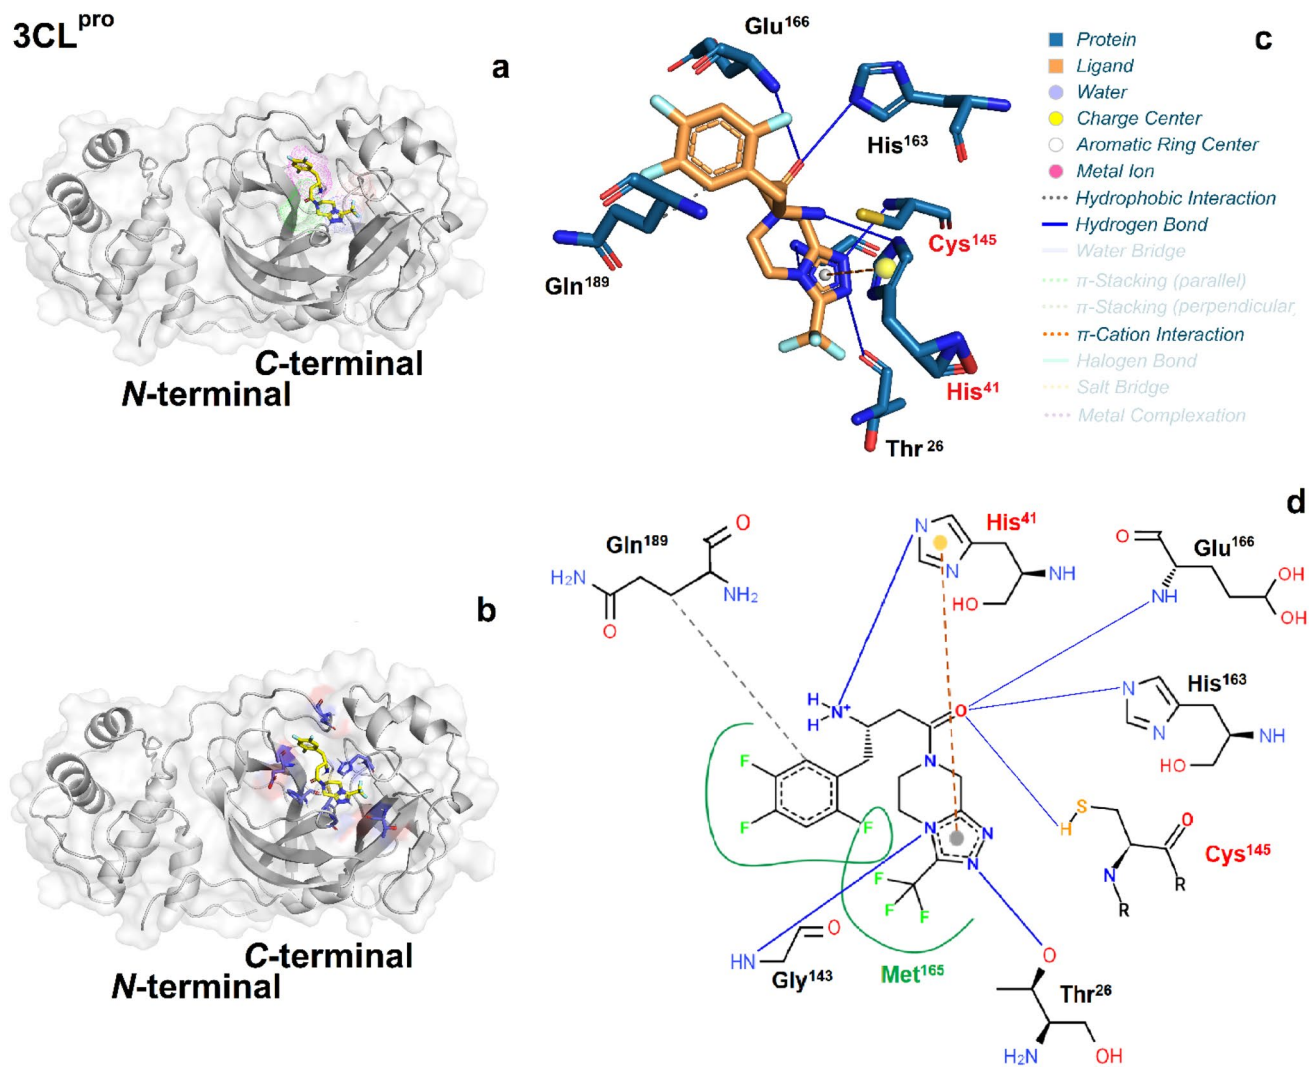 3CLpro
a
C-terminal
N-terminal
b
C-terminal
N-terminal
c
Glu166
His163
Gln189
Cys145
His41
Thr 26
Protein
Ligand
Water
Charge Center
Aromatic Ring Center
Metal Ion
Hydrophobic Interaction
Hydrogen Bond
Water Bridge
π-Stacking (parallel)
π-Stacking (perpendicular
π-Cation Interaction
Halogen Bond
Salt Bridge
Metal Complexation
d
Gln189
O
H2N
NH2
O
His41
N
N
NH
HO
Glu166
O
NH
OH
OH
His163
N
N
NH
HO
H
H
N+
O
N
F
F
F
N
N
N
F
F
F
S
H
O
Cys145
N
R
R
HN
O
Gly143
Met165
O
Thr26
H2N
OH